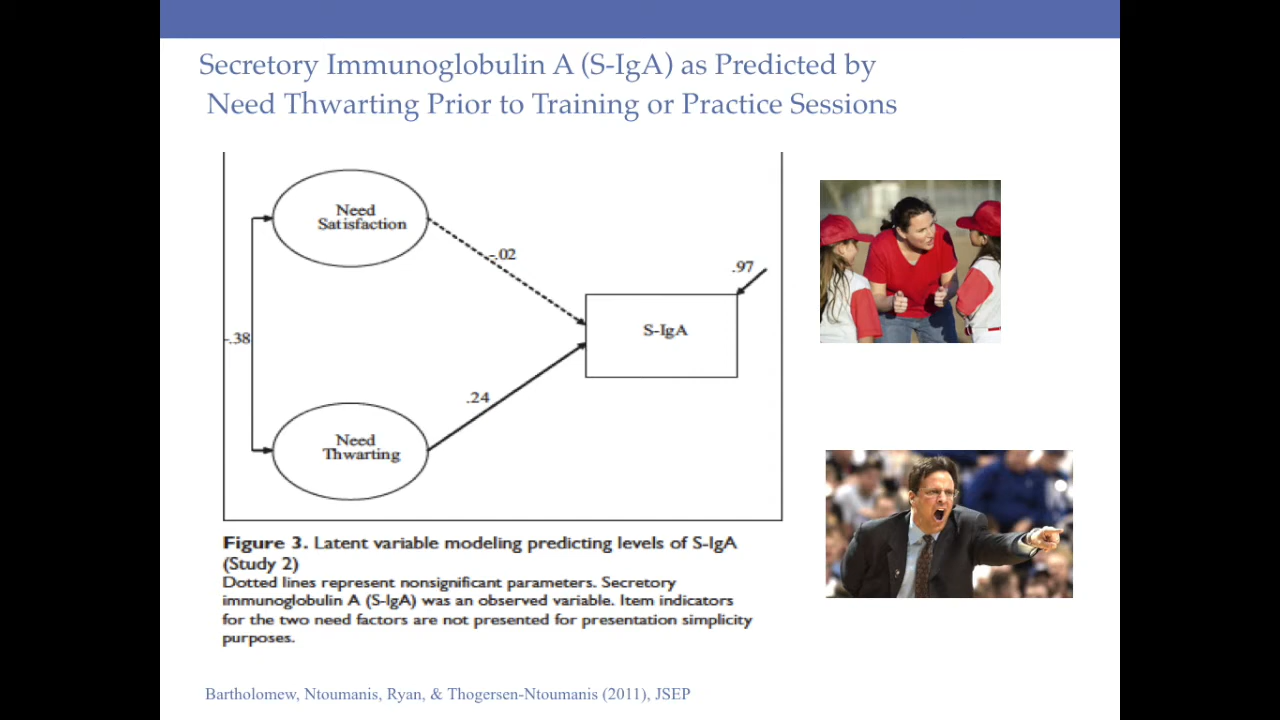 Secretory Immunoglobulin A (S-IgA) as Predicted by
Need Thwarting Prior to Training or Practice Sessions
Need
Satisfaction
-.02
.97
S-IgA
-.38
.24
Need
Thwarting
Figure 3. Latent variable modeling predicting levels of S-IgA
(Study 2)
Dotted lines represent nonsignificant parameters. Secretory
immunoglobulin A (S-IgA) was an observed variable. Item indicators
for the two need factors are not presented for presentation simplicity
purposes.
Bartholomew, Ntoumanis, Ryan, & Thogersen-Ntoumanis (2011), JSEP